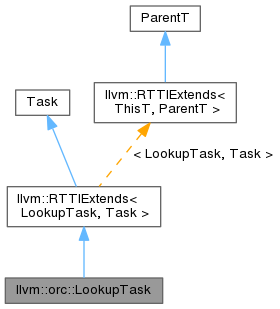 ParentT
llvm::RTTIExtends<
ThisT, ParentT >
Task
< LookupTask, Task >
llvm::RTTIExtends<
LookupTask, Task >
llvm::orc::LookupTask